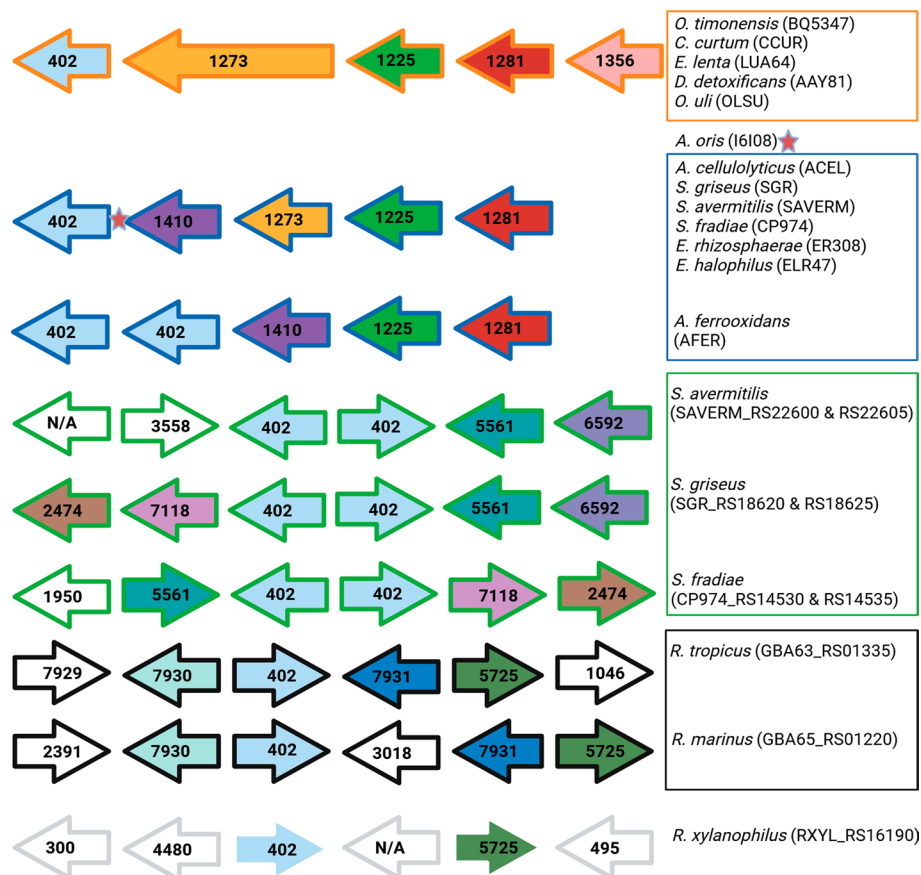 402 1273 1225 1281 1356
O. timonensis (BQ5347)
C. curtum (CCUR)
E. lenta (LUA64)
D. detoxificans (AAY81)
O. uli (OLSU)
A. oris (I6I08)
402 1410 1273 1225 1281
A. cellulolyticus (ACEL)
S. griseus (SGR)
S. avermitilis (SAVERM)
S. fradiae (CP974)
E. rhizosphaerae (ER308)
E. halophilus (ELR47)
402 402 1410 1225 1281
A. ferrooxidans
(AFER)
N/A 3558 402 402 5561 6592
S. avermitilis
(SAVERM_RS22600 & RS22605)
2474 7118 402 402 5561 6592
S. griseus
(SGR_RS18620 & RS18625)
1950 5561 402 402 7118 2474
S. fradiae
(CP974_RS14530 & RS14535)
7929 7930 402 7931 5725 1046
R. tropicus (GBA63_RS01335)
2391 7930 402 3018 7931 5725
R. marinus (GBA65_RS01220)
300 4480 402 N/A 5725 495
R. xylanophilus (RXYL_RS16190)